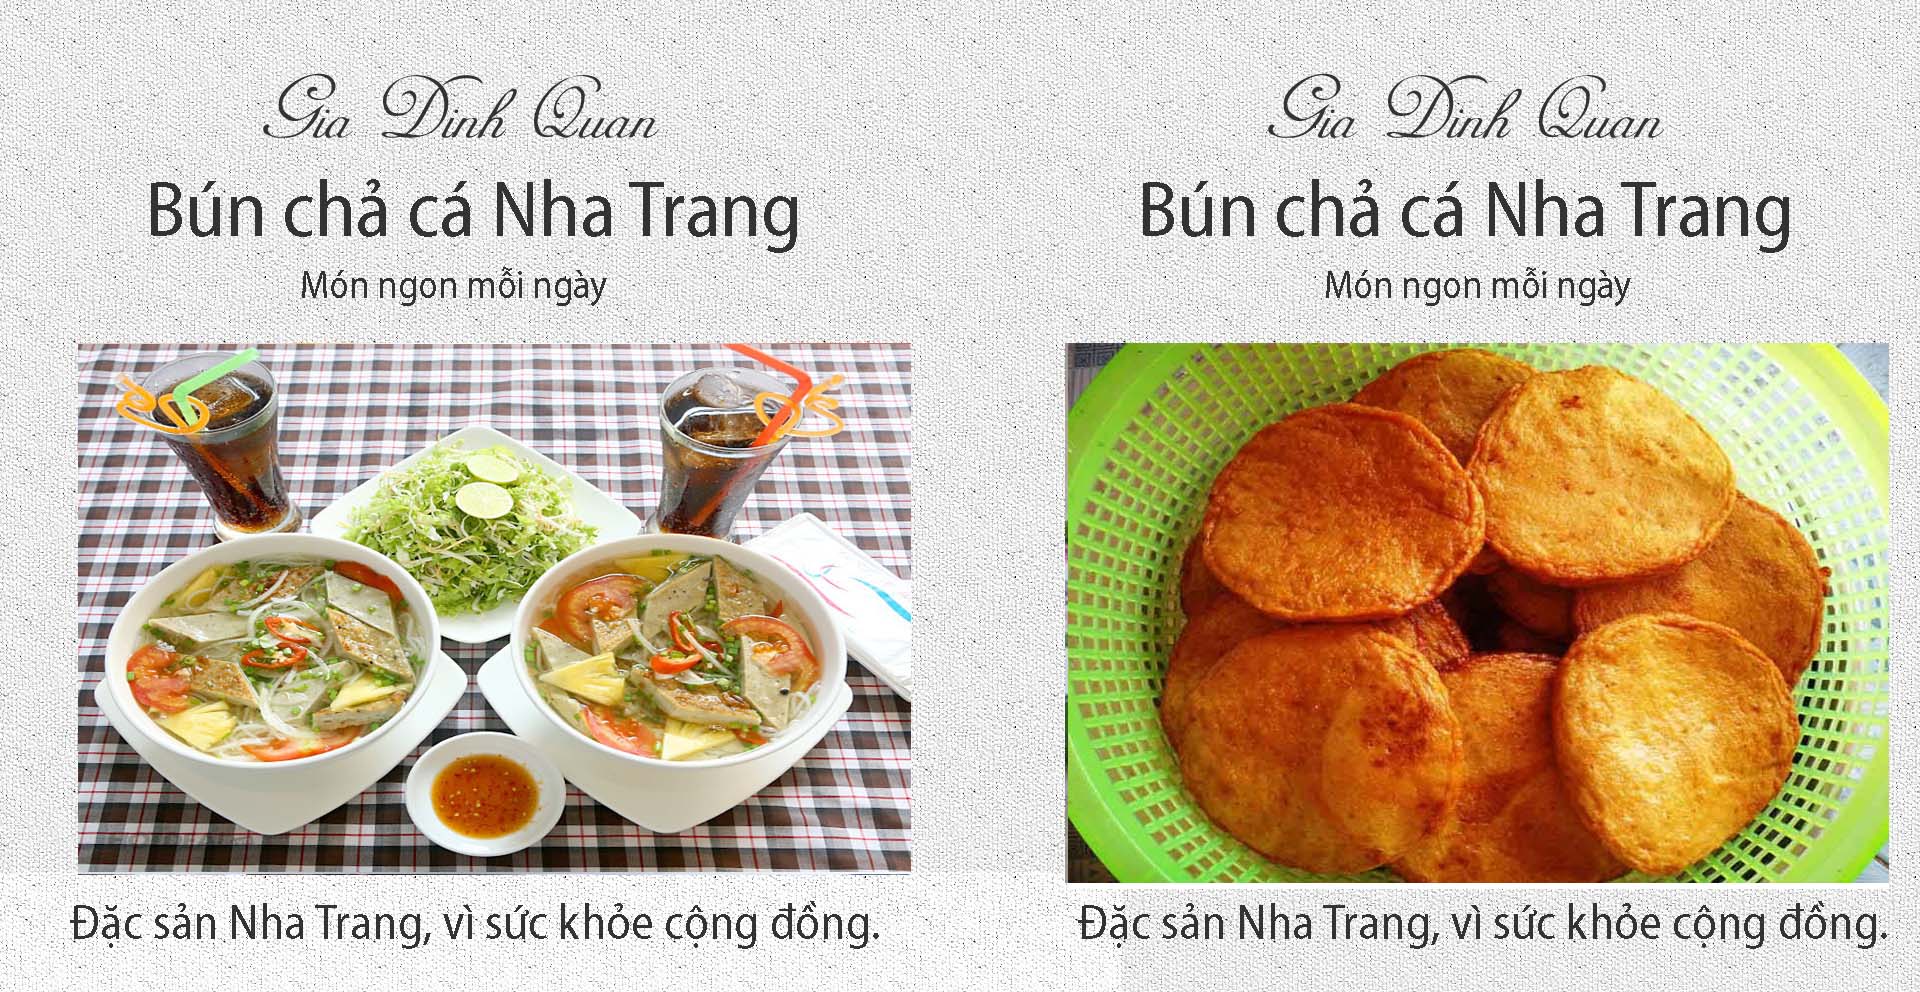 Gia Dinh Quan
Bún chả cá Nha Trang
Món ngon mỗi ngày
Đặc sản Nha Trang, vì sức khỏe cộng đồng.
Gia Dinh Quan
Bún chả cá Nha Trang
Món ngon mỗi ngày
Đặc sản Nha Trang, vì sức khỏe cộng đồng.